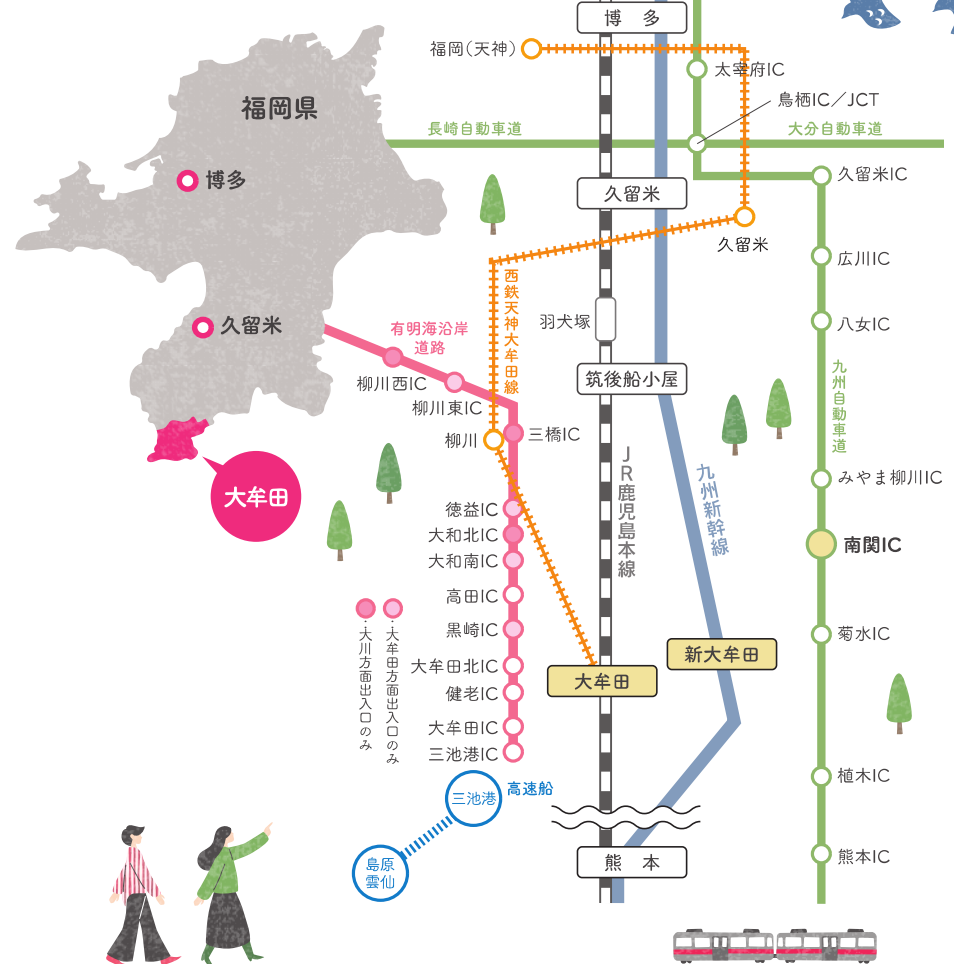 福岡県
博多
久留米
大牟田
博 多
福岡(天神)
太宰府IC
鳥栖IC／JCT
長崎自動車道
大分自動車道
久留米IC
久留米
久留米
広川IC
西鉄天神大牟田線
羽犬塚
八女IC
有明海沿岸
道路
柳川西IC
筑後船小屋
九州自動車道
柳川東IC
柳川
三橋IC
JR鹿児島本線
九州新幹線
みやま柳川IC
徳益IC
大和北IC
南関IC
大和南IC
高田IC
・大川方面出入口のみ
・大牟田方面出入口のみ
黒崎IC
菊水IC
新大牟田
大牟田北IC
大牟田
健老IC
大牟田IC
三池港IC
植木IC
三池港
高速船
島原
雲仙
熊 本
熊本IC